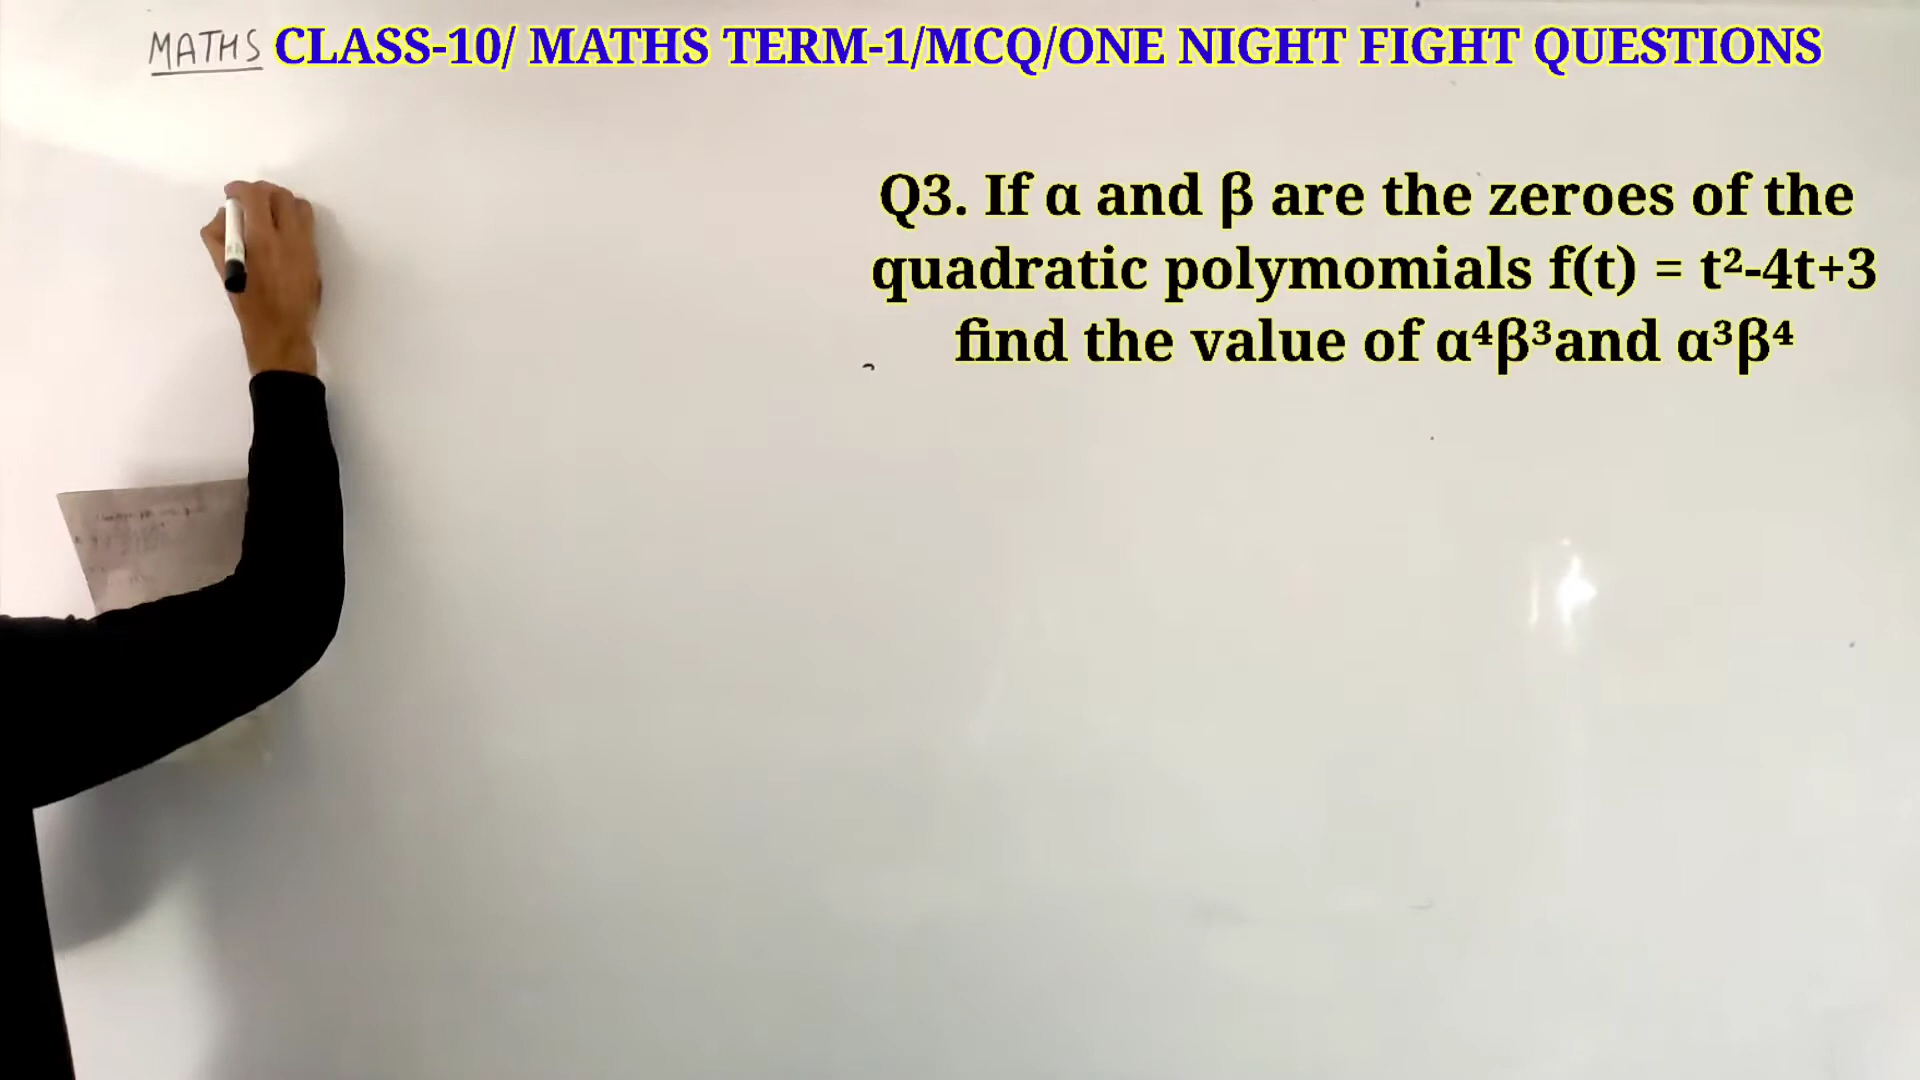 MATHS CLASS-10/ MATHS TERM-1/MCQ/ONE NIGHT FIGHT QUESTIONS
Q3. If α and β are the zeroes of the
quadratic polymomials f(t) = t²-4t+3
find the value of α⁴β³and α³β⁴